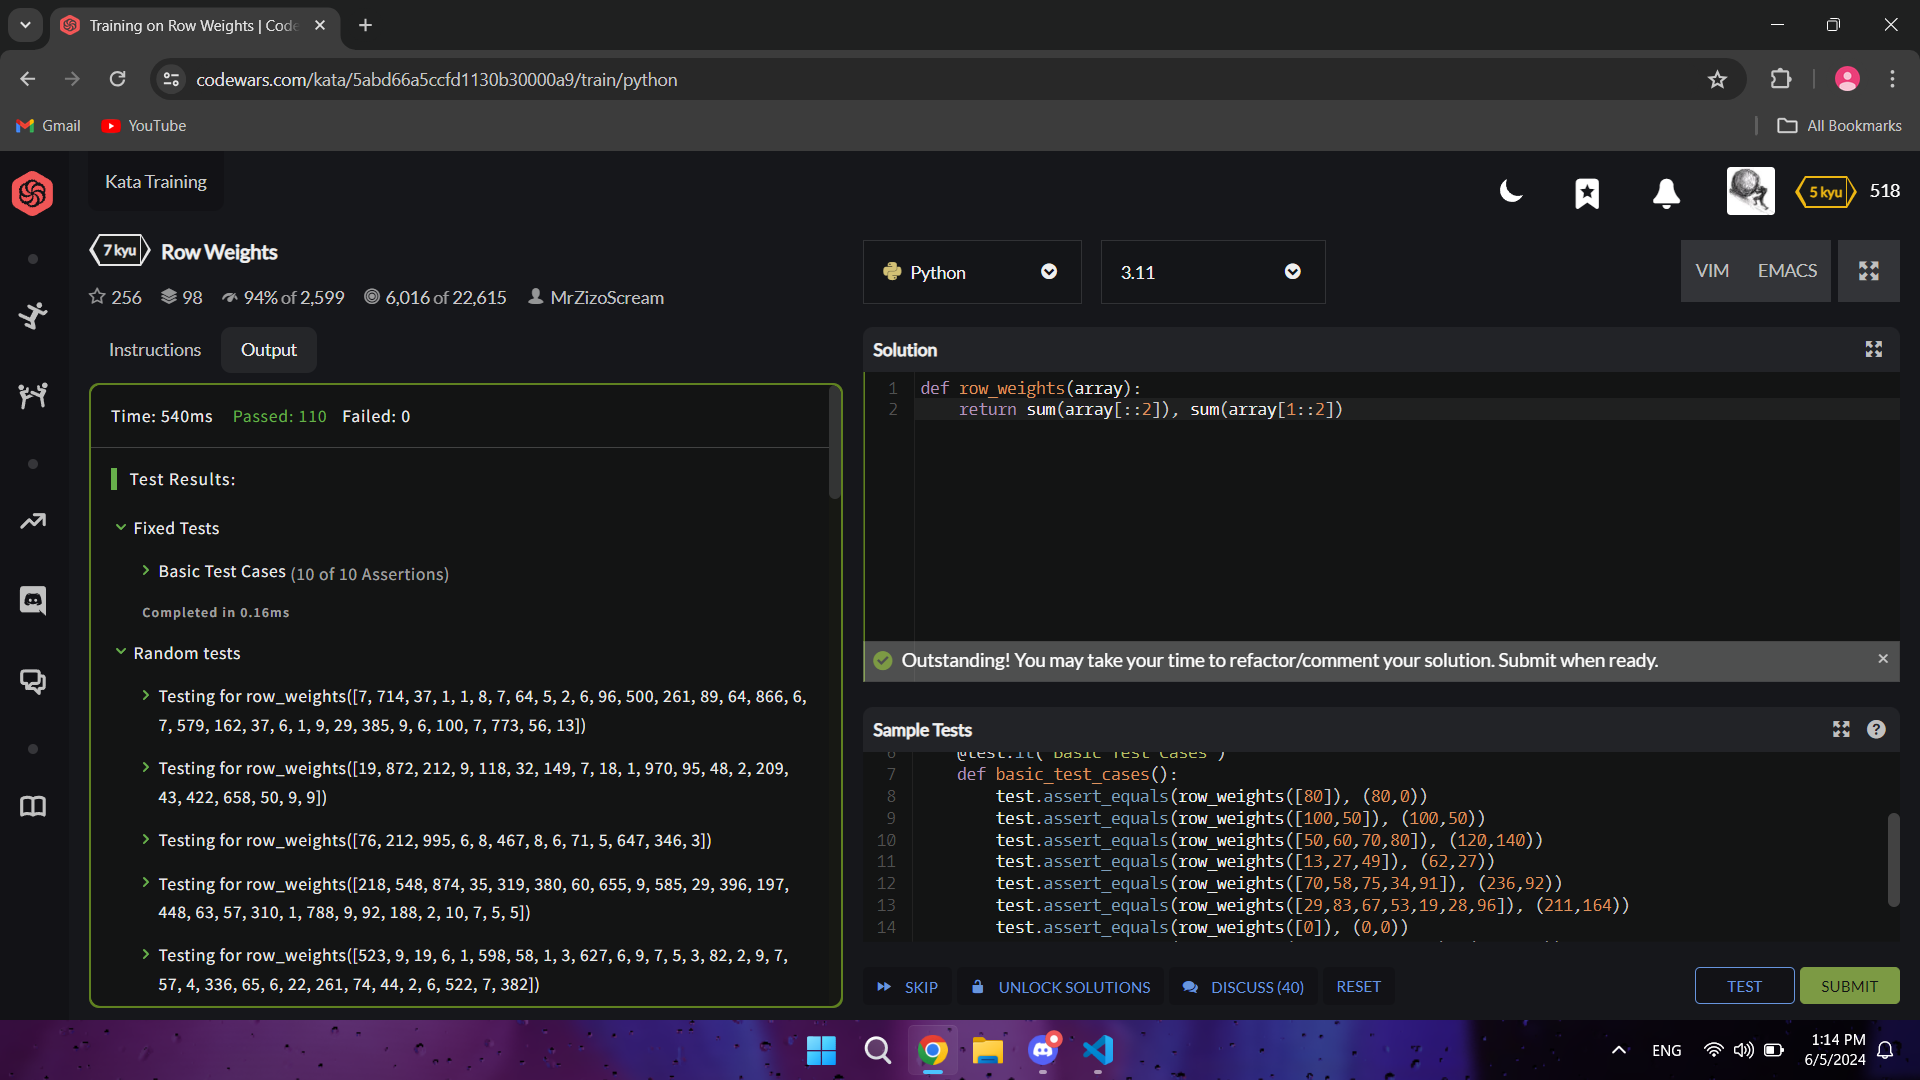 Training on Row Weights | Code
codewars.com/kata/5abd66a5ccfd1130b30000a9/train/python
Gmail
YouTube
All Bookmarks
Kata Training
5 kyu
518
7 kyu
Row Weights
256
98
94% of 2,599
6,016 of 22,615
MrZizoScream
Python
3.11
VIM
EMACS
Instructions
Output
Time: 540ms Passed: 110 Failed: 0
Test Results:
Fixed Tests
Basic Test Cases (10 of 10 Assertions)
Completed in 0.16ms
Random tests
Testing for row_weights([7, 714, 37, 1, 1, 8, 7, 64, 5, 2, 6, 96, 500, 261, 89, 64, 866, 6,
7, 579, 162, 37, 6, 1, 9, 29, 385, 9, 6, 100, 7, 773, 56, 13])
Testing for row_weights([19, 872, 212, 9, 118, 32, 149, 7, 18, 1, 970, 95, 48, 2, 209,
43, 422, 658, 50, 9, 9])
Testing for row_weights([76, 212, 995, 6, 8, 467, 8, 6, 71, 5, 647, 346, 3])
Testing for row_weights([218, 548, 874, 35, 319, 380, 60, 655, 9, 585, 29, 396, 197,
448, 63, 57, 310, 1, 788, 9, 92, 188, 2, 10, 7, 5, 5])
Testing for row_weights([523, 9, 19, 6, 1, 598, 58, 1, 3, 627, 6, 9, 7, 5, 3, 82, 2, 9, 7,
57, 4, 336, 65, 6, 22, 261, 74, 44, 2, 6, 522, 7, 382])
Solution
1 def row_weights(array):
2 return sum(array[::2]), sum(array[1::2])
Outstanding! You may take your time to refactor/comment your solution. Submit when ready.
Sample Tests
6 @test.it("Basic Test Cases")
7 def basic_test_cases():
8 test.assert_equals(row_weights([80]), (80,0))
9 test.assert_equals(row_weights([100,50]), (100,50))
10 test.assert_equals(row_weights([50,60,70,80]), (120,140))
11 test.assert_equals(row_weights([13,27,49]), (62,27))
12 test.assert_equals(row_weights([70,58,75,34,91]), (236,92))
13 test.assert_equals(row_weights([29,83,67,53,19,28,96]), (211,164))
14 test.assert_equals(row_weights([0]), (0,0))
SKIP
UNLOCK SOLUTIONS
DISCUSS (40)
RESET
TEST
SUBMIT
ENG
1:14 PM
6/5/2024